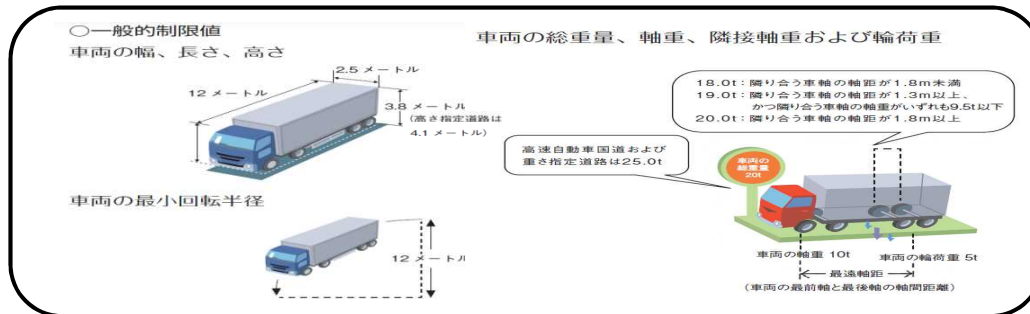 ○一般的制限値
車両の幅、長さ、高さ
2.5 メートル
12 メートル
3.8 メートル
(高さ指定道路は
4.1 メートル)
車両の最小回転半径
12 メートル
車両の総重量、軸重、隣接軸重および輪荷重
18.0t：隣り合う車軸の軸距が1.8m未満
19.0t：隣り合う車軸の軸距が1.3m以上、
かつ隣り合う車軸の軸重がいずれも9.5t以下
20.0t：隣り合う車軸の軸距が1.8m以上
高速自動車国道および
重さ指定道路は25.0t
車両の
総重量
20t
車両の軸重 10t
車両の輪荷重 5t
最遠軸距
(車両の最前軸と最後軸の軸間距離)